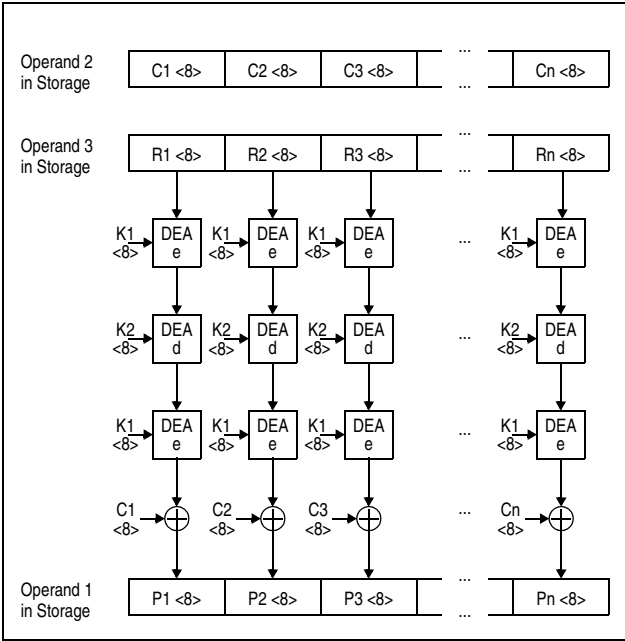 ...
Operand 2
in Storage
C1 <8> C2 <8> C3 <8> Cn <8>
...
...
Operand 3
in Storage
R1 <8> R2 <8> R3 <8> Rn <8>
...
K1 DEA K1 DEA K1 DEA ... K1 DEA
<8> e <8> e <8> e <8> e
K2 DEA K2 DEA K2 DEA ... K2 DEA
<8> d <8> d <8> d <8> d
K1 DEA K1 DEA K1 DEA ... K1 DEA
<8> e <8> e <8> e <8> e
C1 C2 C3 ... Cn
<8> <8> <8> <8>
...
Operand 1
in Storage
P1 <8> P2 <8> P3 <8> Pn <8>
...